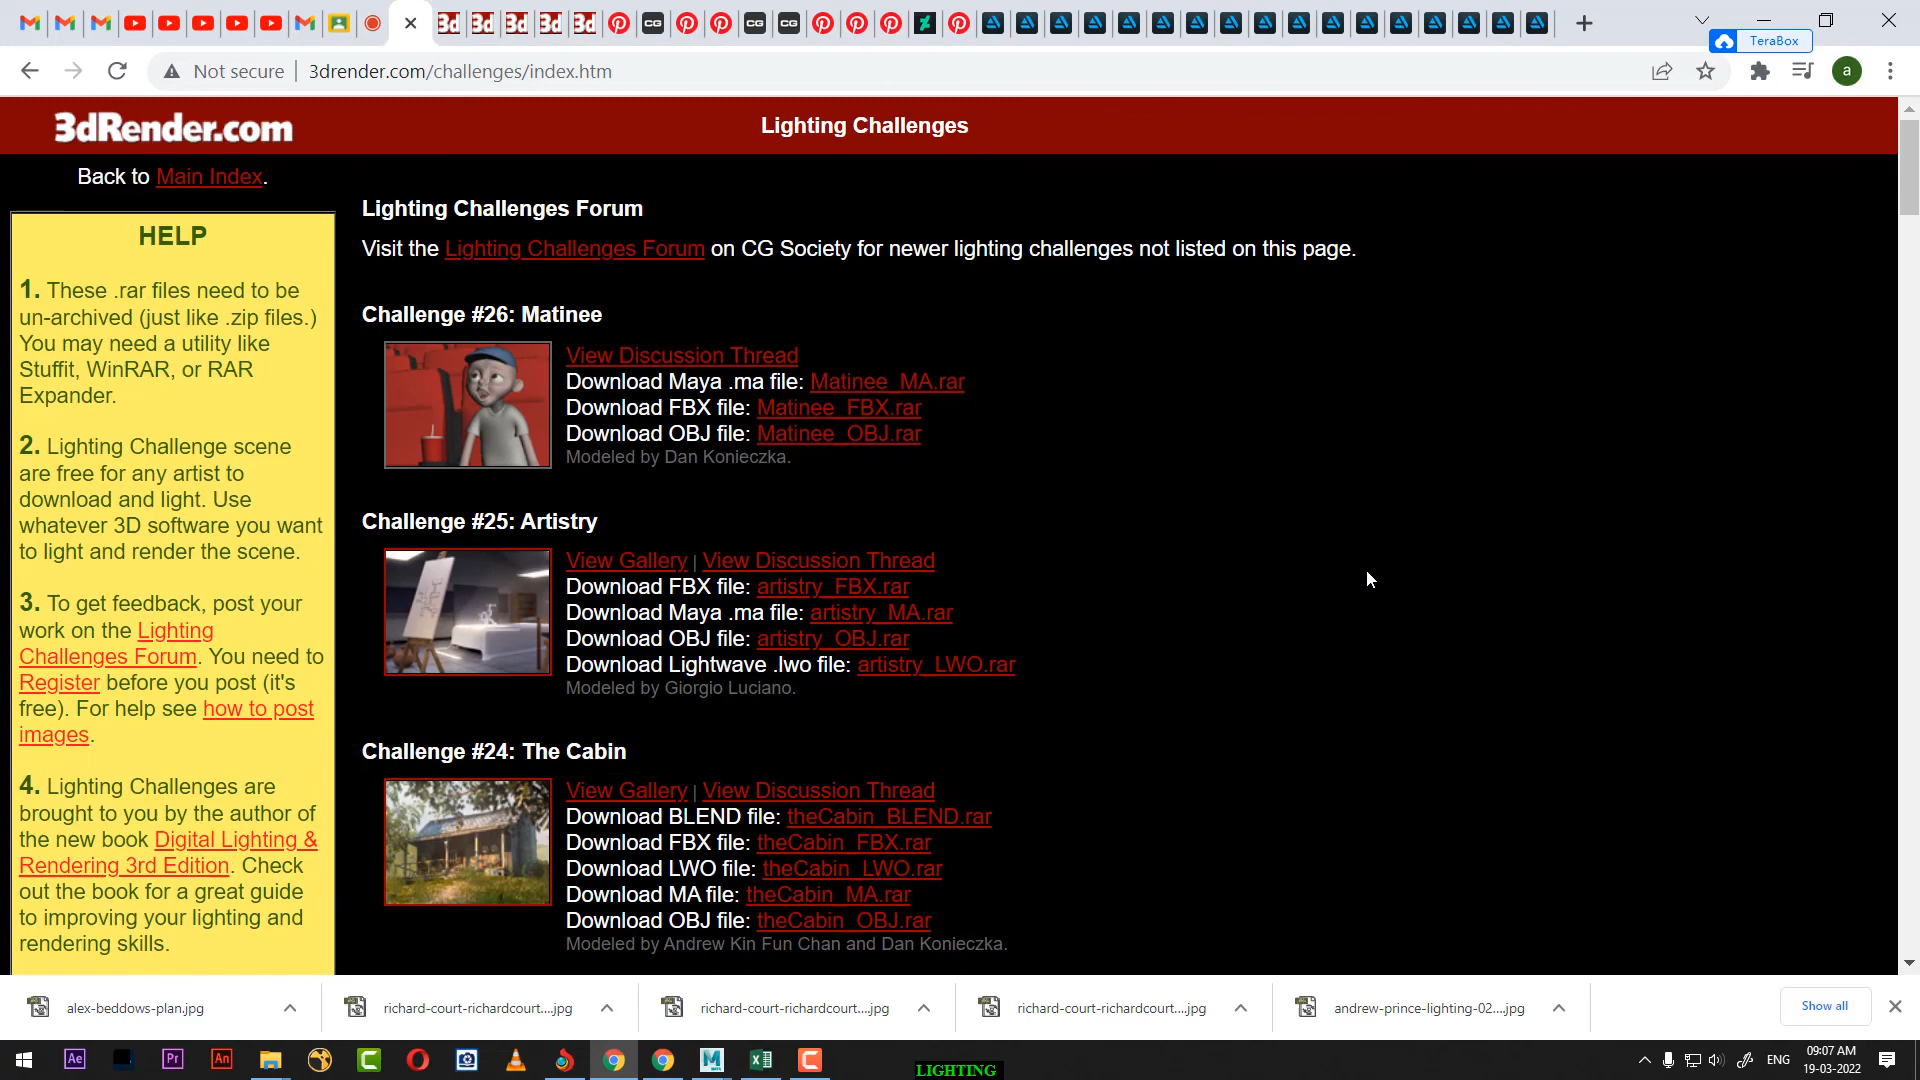 TeraBox
Not secure
3drender.com/challenges/index.htm
a
3dRender.com
Lighting Challenges
Back to Main Index.
HELP
1. These .rar files need to be
un-archived (just like .zip files.)
You may need a utility like
Stuffit, WinRAR, or RAR
Expander.
2. Lighting Challenge scene
are free for any artist to
download and light. Use
whatever 3D software you want
to light and render the scene.
3. To get feedback, post your
work on the Lighting
Challenges Forum. You need to
Register before you post (it's
free). For help see how to post
images.
4. Lighting Challenges are
brought to you by the author of
the new book Digital Lighting &
Rendering 3rd Edition. Check
out the book for a great guide
to improving your lighting and
rendering skills.
Lighting Challenges Forum
Visit the Lighting Challenges Forum on CG Society for newer lighting challenges not listed on this page.
Challenge #26: Matinee
View Discussion Thread
Download Maya .ma file: Matinee_MA.rar
Download FBX file: Matinee_FBX.rar
Download OBJ file: Matinee_OBJ.rar
Modeled by Dan Konieczka.
Challenge #25: Artistry
View Gallery | View Discussion Thread
Download FBX file: artistry_FBX.rar
Download Maya .ma file: artistry_MA.rar
Download OBJ file: artistry_OBJ.rar
Download Lightwave .lwo file: artistry_LWO.rar
Modeled by Giorgio Luciano.
Challenge #24: The Cabin
View Gallery | View Discussion Thread
Download BLEND file: theCabin_BLEND.rar
Download FBX file: theCabin_FBX.rar
Download LWO file: theCabin_LWO.rar
Download MA file: theCabin_MA.rar
Download OBJ file: theCabin_OBJ.rar
Modeled by Andrew Kin Fun Chan and Dan Konieczka.
alex-beddows-plan.jpg
richard-court-richardcourt....jpg
richard-court-richardcourt....jpg
richard-court-richardcourt....jpg
andrew-prince-lighting-02....jpg
Show all
Ae
Pr
An
LIGHTING
ENG
09:07 AM
19-03-2022